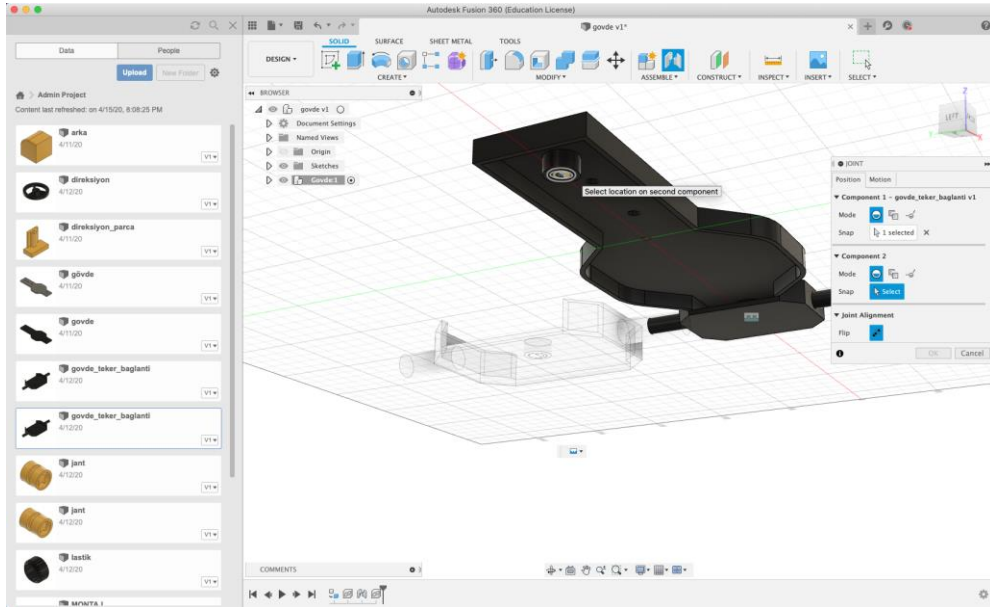 Autodesk Fusion 360 (Education License)
govde v1*
Data
People
Upload
New Folder
Admin Project
Content last refreshed: on 4/15/20, 8:08:25 PM
arka
4/11/20
V1
direksiyon
4/12/20
V1
direksiyon_parca
4/11/20
V1
gövde
4/11/20
V1
govde
4/11/20
V1
govde_teker_baglanti
4/12/20
V1
govde_teker_baglanti
4/12/20
V1
jant
4/12/20
V1
jant
4/12/20
V1
lastik
4/12/20
V1
MONTAJ
DESIGN
SOLID
SURFACE
SHEET METAL
TOOLS
CREATE
MODIFY
ASSEMBLE
CONSTRUCT
INSPECT
INSERT
SELECT
BROWSER
govde v1
Document Settings
Named Views
Origin
Sketches
Govde:1
Select location on second component
Z
LEFT
JOINT
Position
Motion
Component 1 - govde_teker_baglanti v1
Mode
Snap
1 selected
Component 2
Mode
Snap
Select
Joint Alignment
Flip
OK
Cancel
COMMENTS